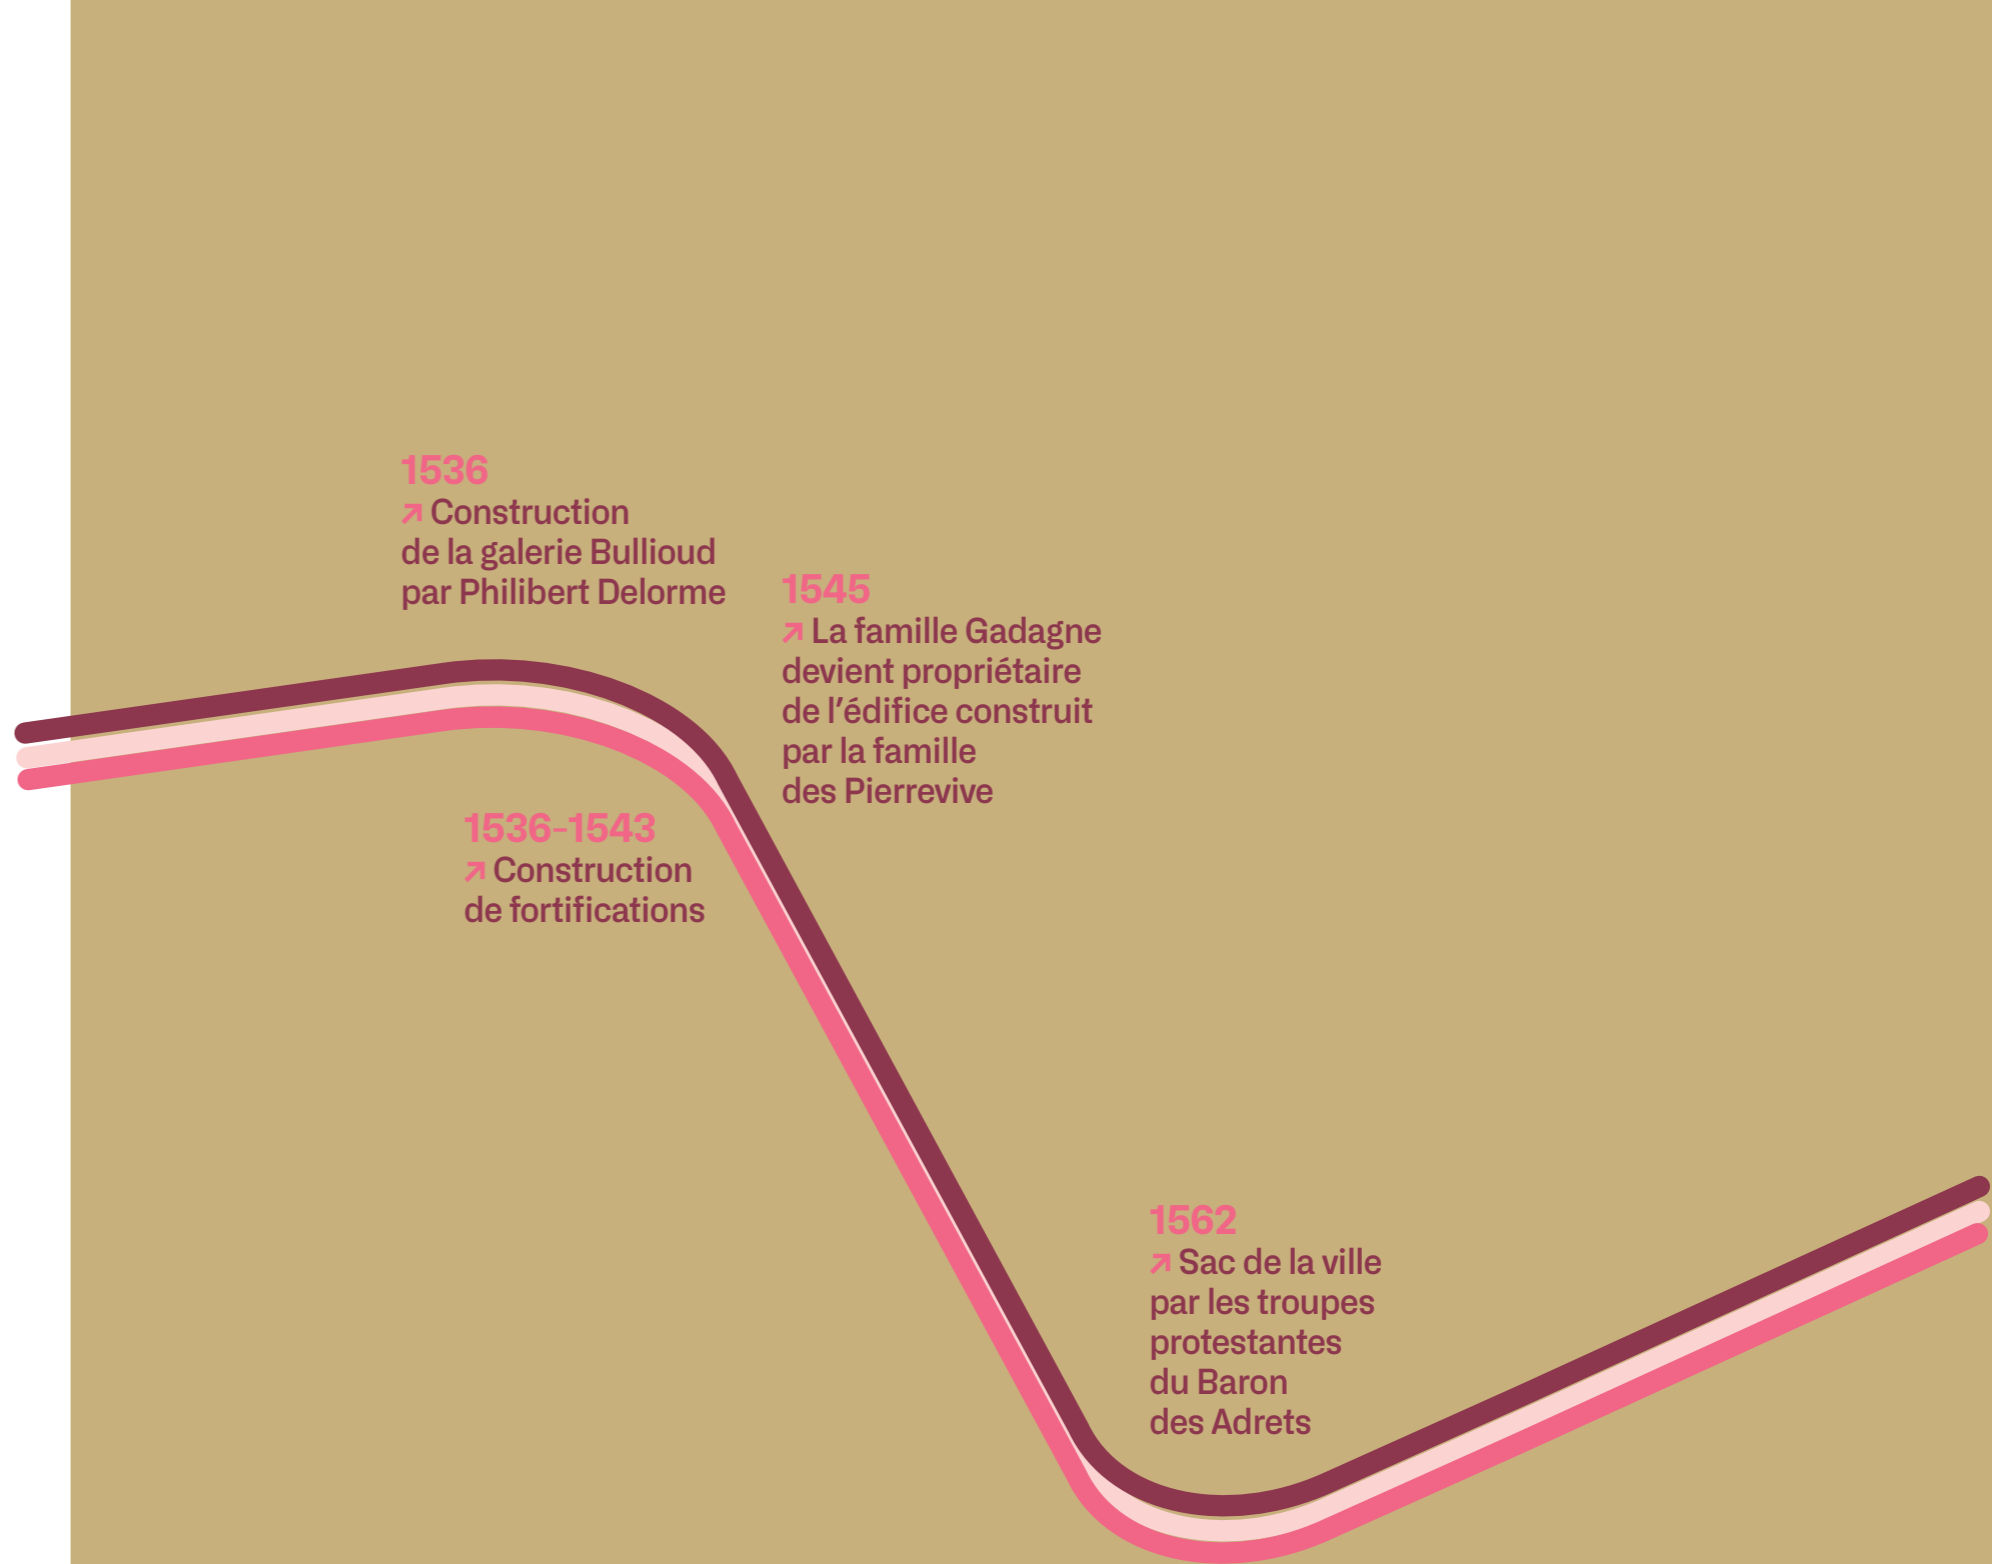 1536
↗ Construction
de la galerie Bullioud
par Philibert Delorme
1545
↗ La famille Gadagne
devient propriétaire
de l’édifice construit
par la famille
des Pierrevive
1536-1543
↗ Construction
de fortifications
1562
↗ Sac de la ville
par les troupes
protestantes
du Baron
des Adrets